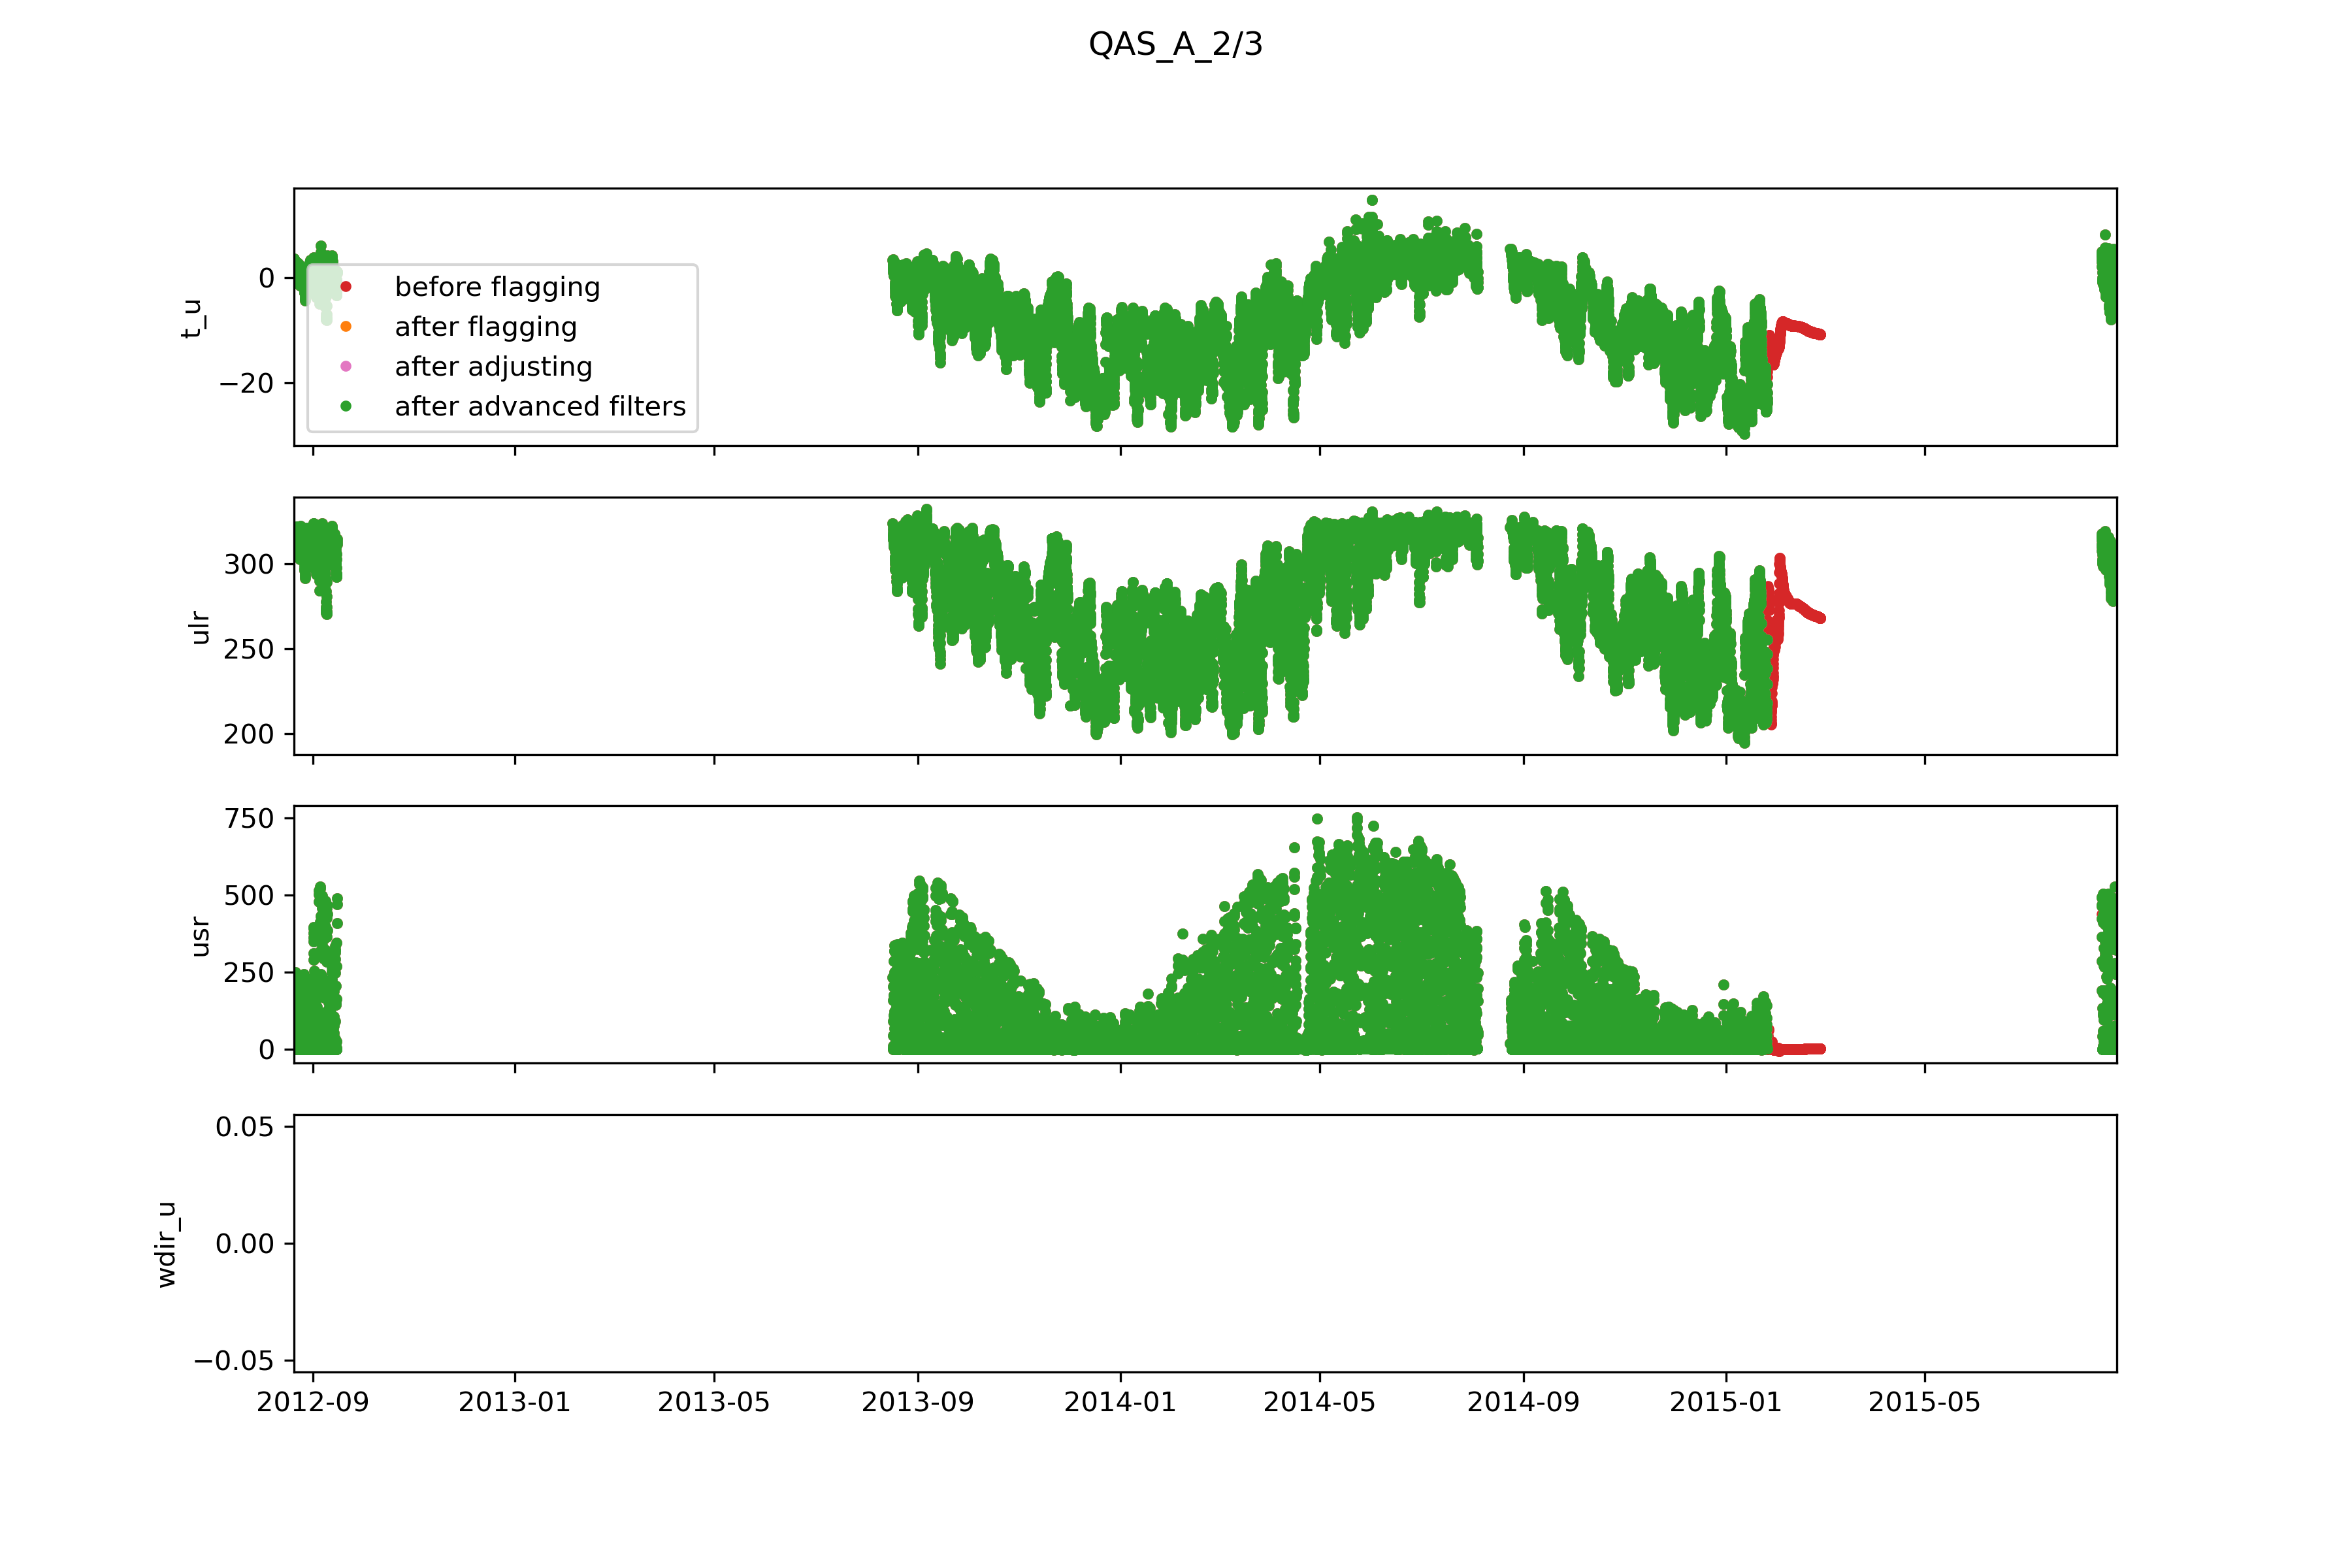 QAS_A_2/3
t_u
0
−20
before flagging
after flagging
after adjusting
after advanced filters
ulr
300
250
200
usr
750
500
250
0
wdir_u
0.05
0.00
−0.05
2012-09 2013-01 2013-05 2013-09 2014-01 2014-05 2014-09 2015-01 2015-05